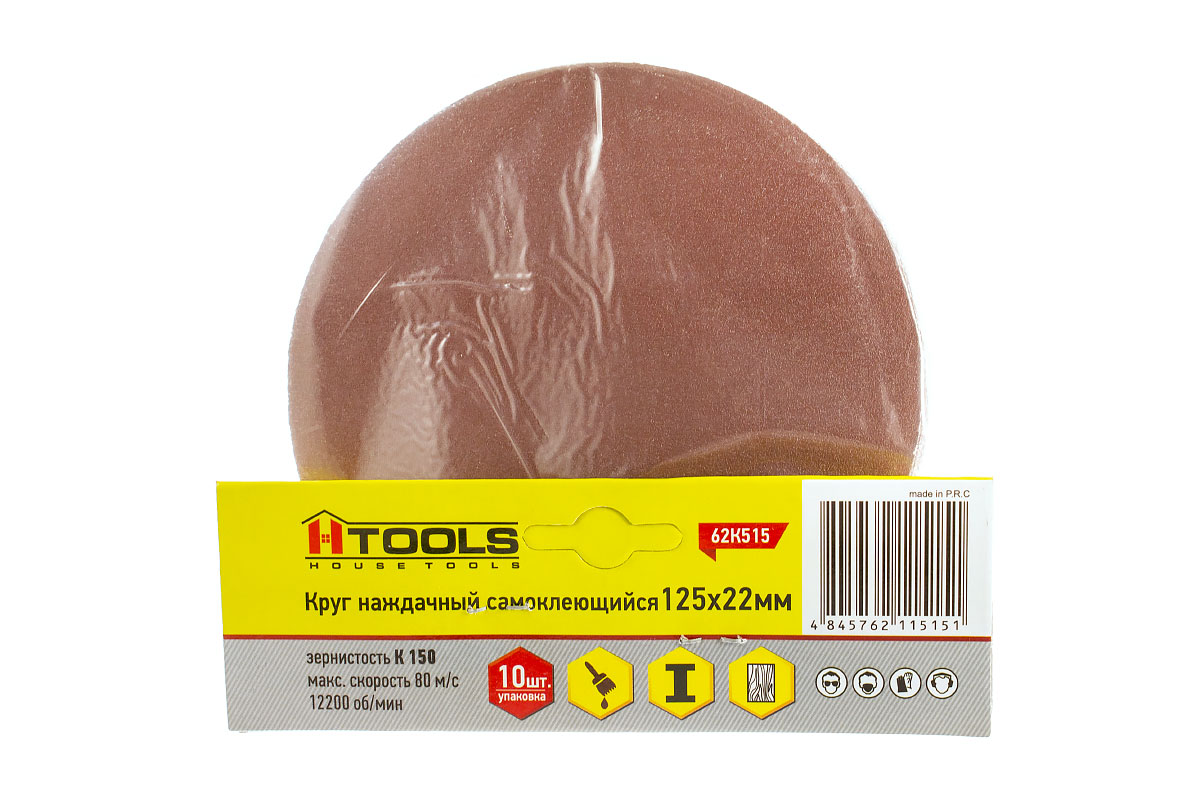 HTOOLS
HOUSE TOOLS
62K515
made in P.R.C
Круг наждачный самоклеющийся 125x22мм
4 845762 115151
зернистость К 150
макс. скорость 80 м/с
12200 об/мин
10шт.
упаковка